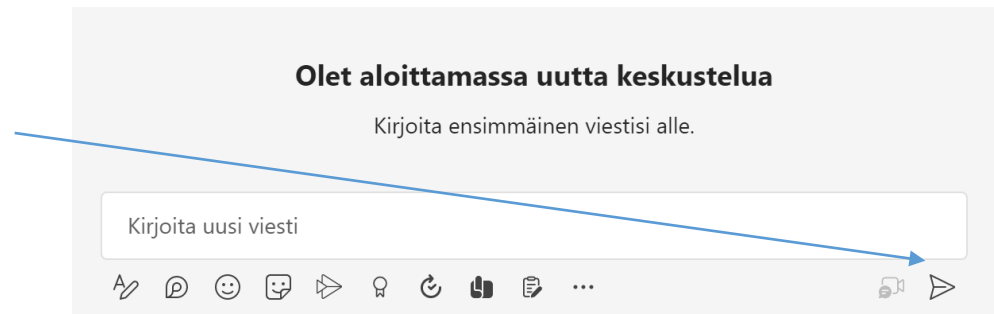 Olet aloittamassa uutta keskustelua
Kirjoita ensimmäinen viestisi alle.
Kirjoita uusi viesti